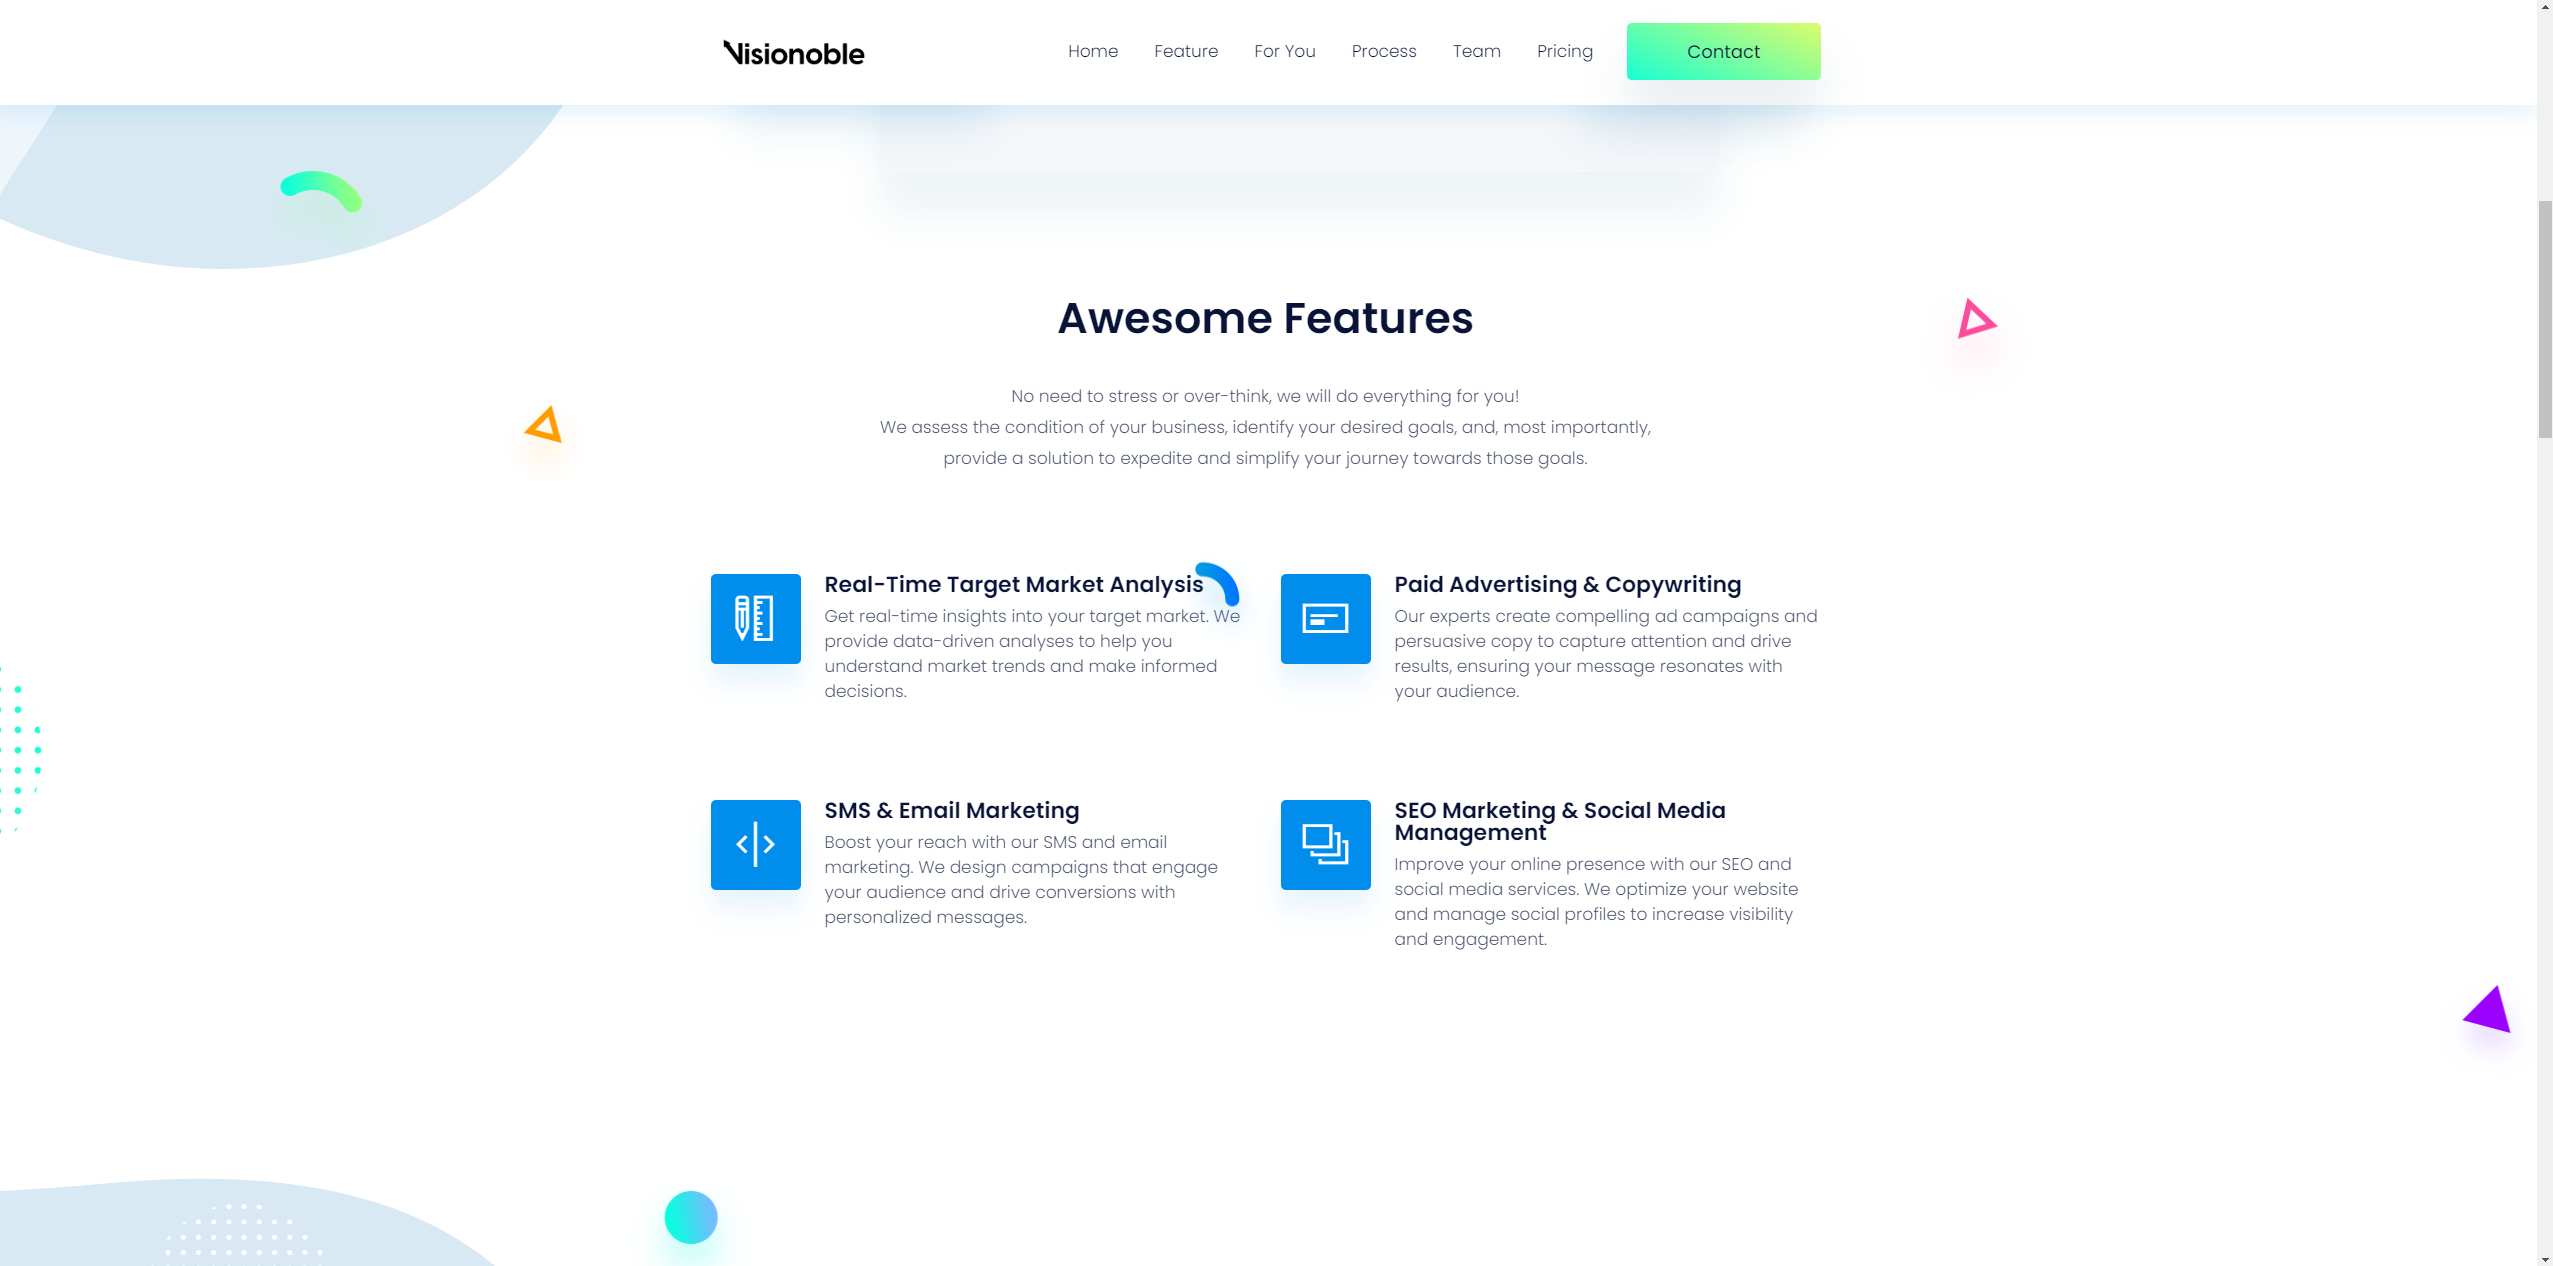 Visionoble
Home
Feature
For You
Process
Team
Pricing
Contact
Awesome Features
No need to stress or over-think, we will do everything for you!
We assess the condition of your business, identify your desired goals, and, most importantly,
provide a solution to expedite and simplify your journey towards those goals.
Real-Time Target Market Analysis
Get real-time insights into your target market. We
provide data-driven analyses to help you
understand market trends and make informed
decisions.
Paid Advertising & Copywriting
Our experts create compelling ad campaigns and
persuasive copy to capture attention and drive
results, ensuring your message resonates with
your audience.
SMS & Email Marketing
Boost your reach with our SMS and email
marketing. We design campaigns that engage
your audience and drive conversions with
personalized messages.
SEO Marketing & Social Media
Management
Improve your online presence with our SEO and
social media services. We optimize your website
and manage social profiles to increase visibility
and engagement.